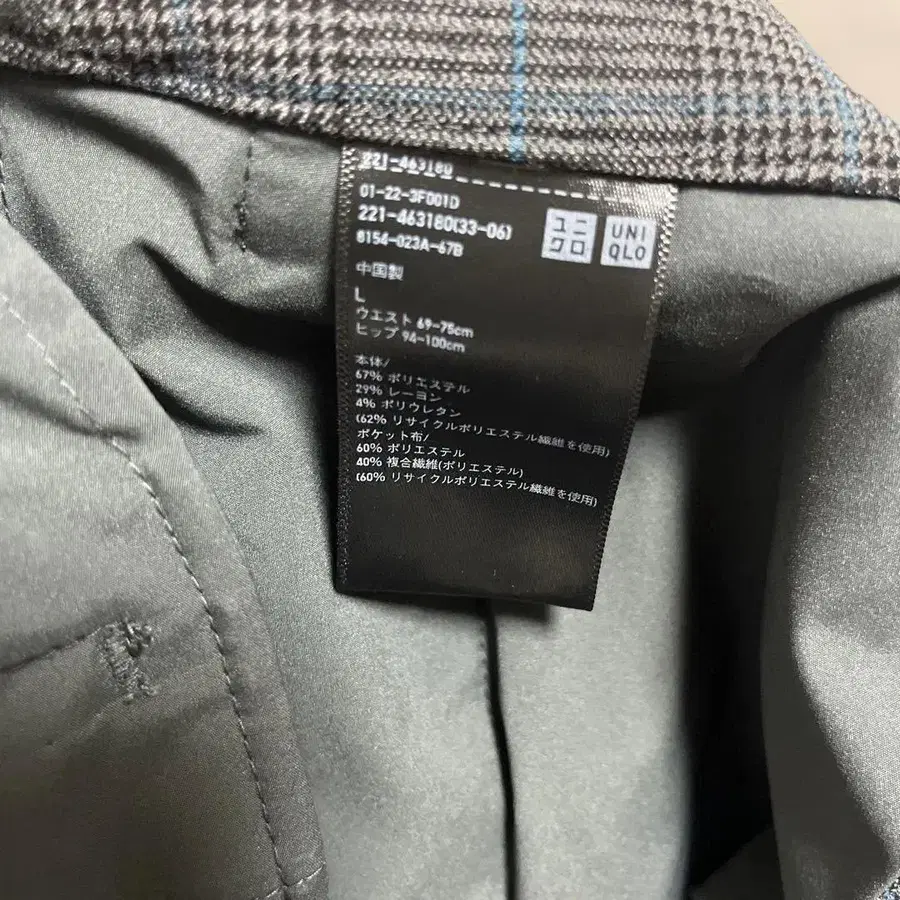 221-463180
01-22-3F001D
221-463180(33-06)
8154-023A-67B
ユニ
クロ
UNI
QLO
中国製
L
ウエスト 69-75cm
ヒップ 94-100cm
本体/
67% ポリエステル
29% レーヨン
4% ポリウレタン
(62% リサイクルポリエステル繊維を使用)
ポケット布/
60% ポリエステル
40% 複合繊維(ポリエステル)
(60% リサイクルポリエステル繊維を使用)